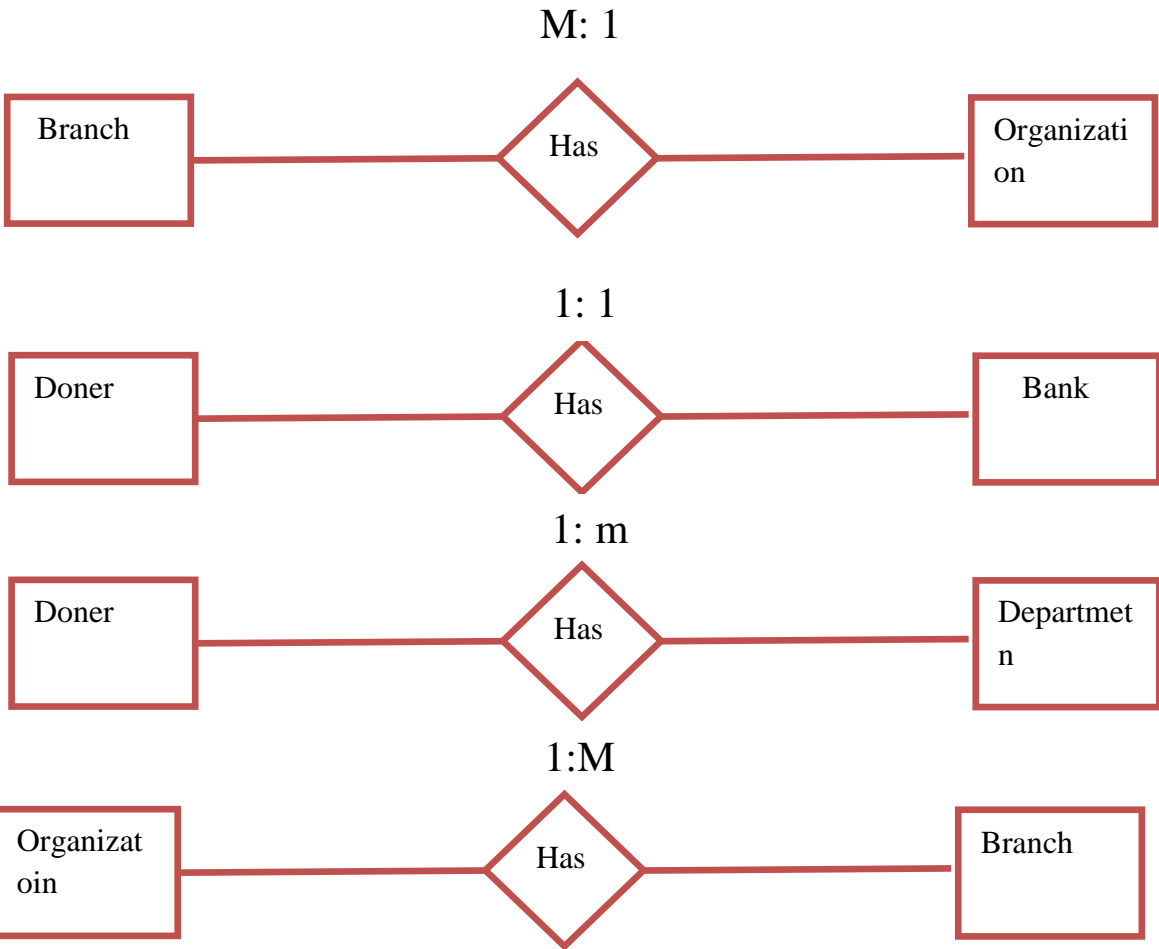 M: 1
Branch
Has
Organizati
on
1: 1
Doner
Has
Bank
1: m
Doner
Has
Departmet
n
1:M
Organizat
oin
Has
Branch